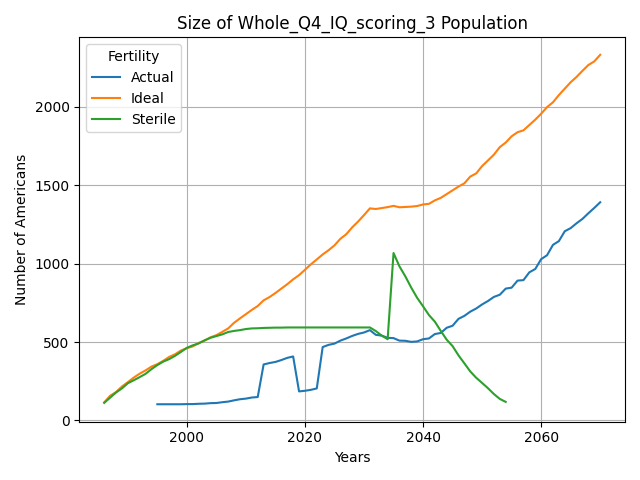 Size of Whole_Q4_IQ_scoring_3 Population
Fertility
Actual
Ideal
Sterile
Number of Americans
2000
1500
1000
500
0
2000
2020
2040
2060
Years